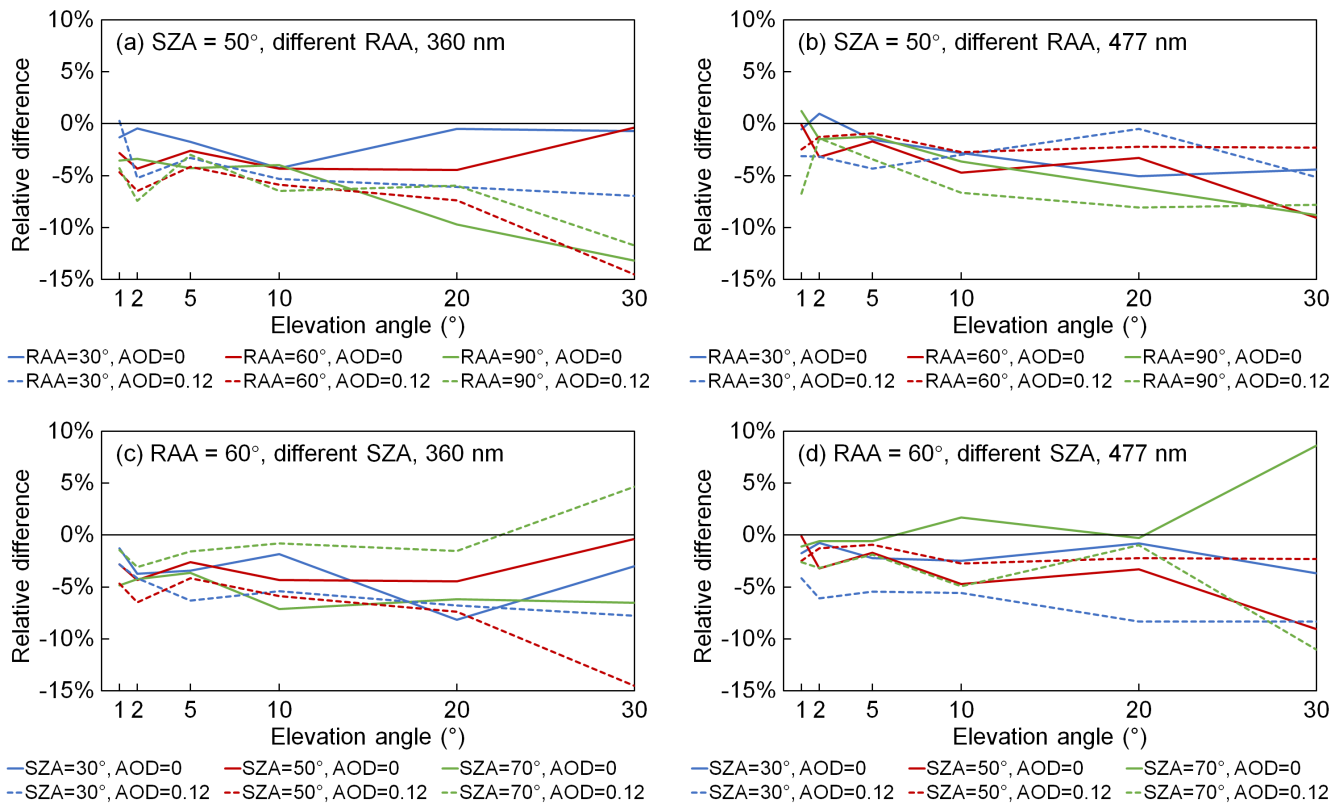 (a) SZA = 50°, different RAA, 360 nm
10%
5%
0%
-5%
-10%
-15%
Relative difference
1 2 5 10 20 30
Elevation angle (°)
RAA=30°, AOD=0 RAA=60°, AOD=0 RAA=90°, AOD=0
RAA=30°, AOD=0.12 RAA=60°, AOD=0.12 RAA=90°, AOD=0.12
(b) SZA = 50°, different RAA, 477 nm
10%
5%
0%
-5%
-10%
-15%
Relative difference
1 2 5 10 20 30
Elevation angle (°)
RAA=30°, AOD=0 RAA=60°, AOD=0 RAA=90°, AOD=0
RAA=30°, AOD=0.12 RAA=60°, AOD=0.12 RAA=90°, AOD=0.12
(c) RAA = 60°, different SZA, 360 nm
10%
5%
0%
-5%
-10%
-15%
Relative difference
1 2 5 10 20 30
Elevation angle (°)
SZA=30°, AOD=0 SZA=50°, AOD=0 SZA=70°, AOD=0
SZA=30°, AOD=0.12 SZA=50°, AOD=0.12 SZA=70°, AOD=0.12
(d) RAA = 60°, different SZA, 477 nm
10%
5%
0%
-5%
-10%
-15%
Relative difference
1 2 5 10 20 30
Elevation angle (°)
SZA=30°, AOD=0 SZA=50°, AOD=0 SZA=70°, AOD=0
SZA=30°, AOD=0.12 SZA=50°, AOD=0.12 SZA=70°, AOD=0.12